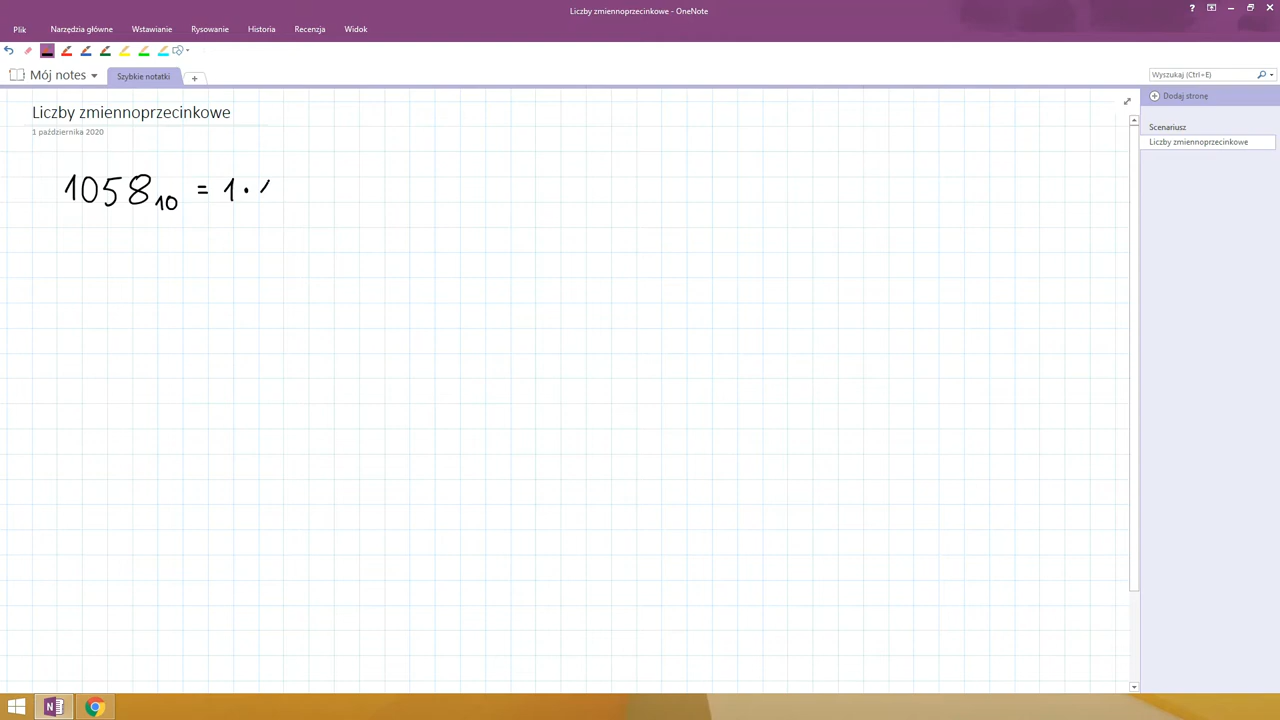 Liczby zmiennoprzecinkowe - OneNote
?
Plik Narzędzia główne Wstawianie Rysowanie Historia Recenzja Widok
Mój notes Szybkie notatki +
Wyszukaj (Ctrl+E)
Liczby zmiennoprzecinkowe
1 października 2020
1058₁₀ = 1 ·
Dodaj stronę
Scenariusz
Liczby zmiennoprzecinkowe